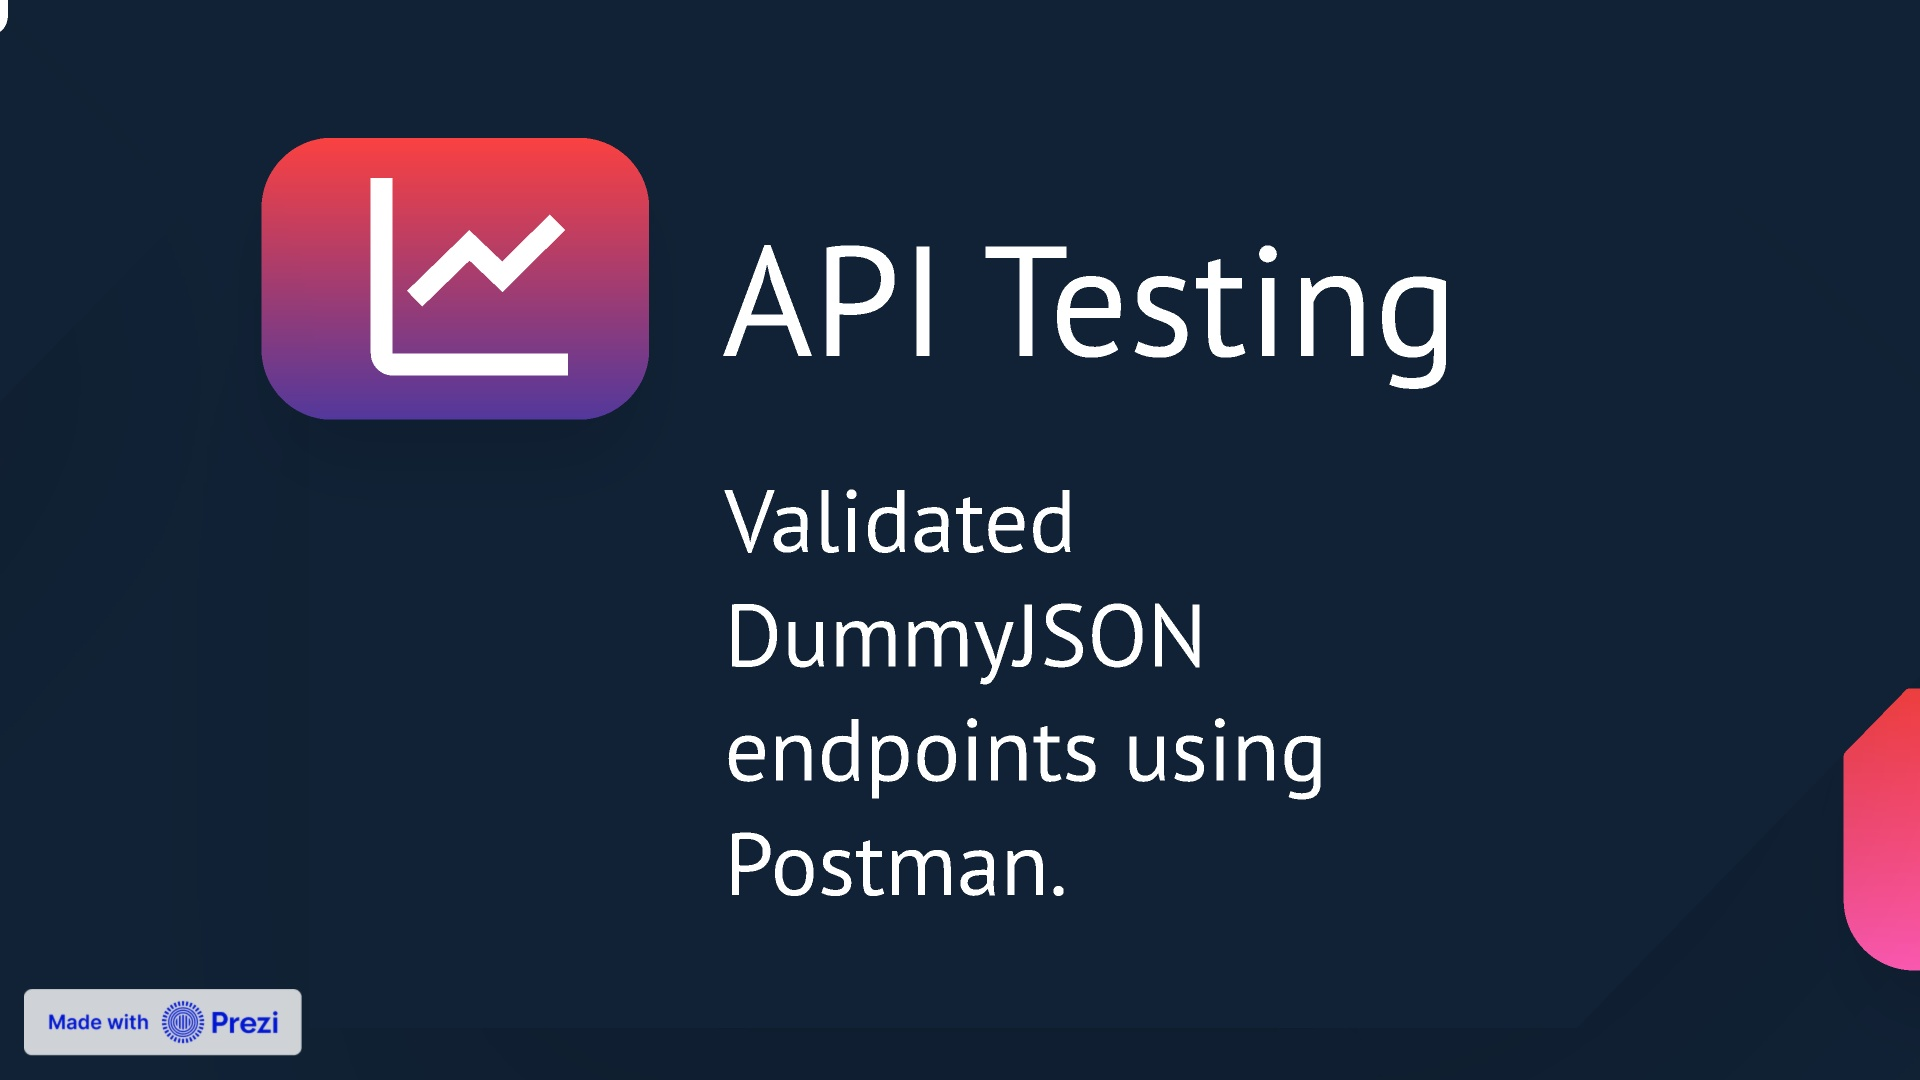 API Testing
Validated
DummyJSON
endpoints using
Postman.
Made with Prezi